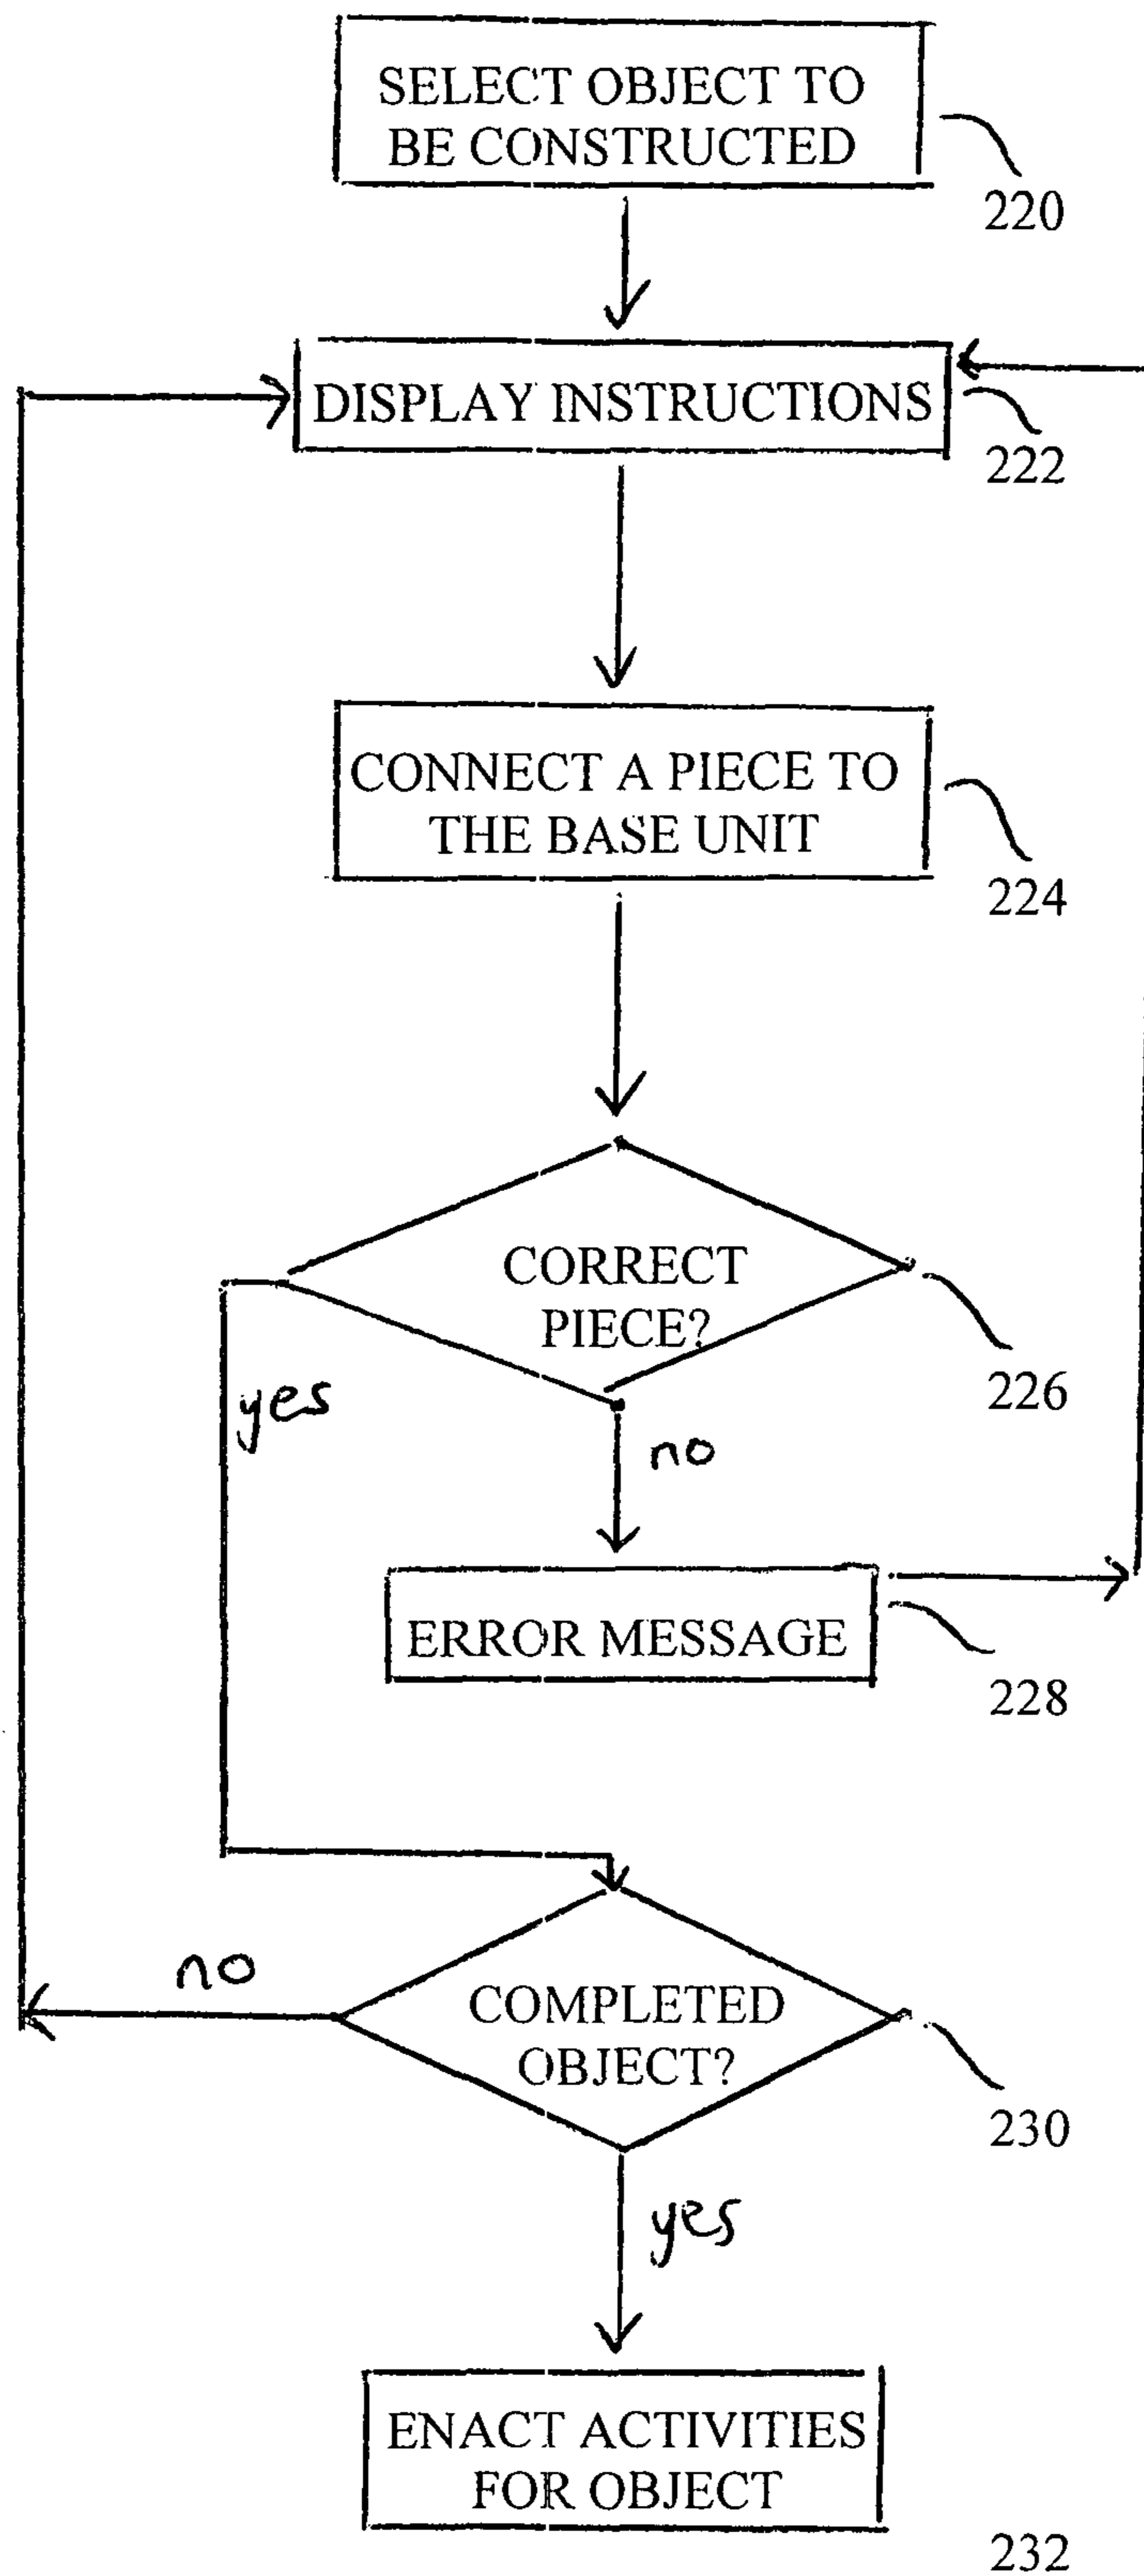 SELECT OBJECT TO
BE CONSTRUCTED
220
DISPLAY INSTRUCTIONS
222
CONNECT A PIECE TO
THE BASE UNIT
224
CORRECT
PIECE?
226
yes
no
ERROR MESSAGE
228
no
COMPLETED
OBJECT?
230
yes
ENACT ACTIVITIES
FOR OBJECT
232